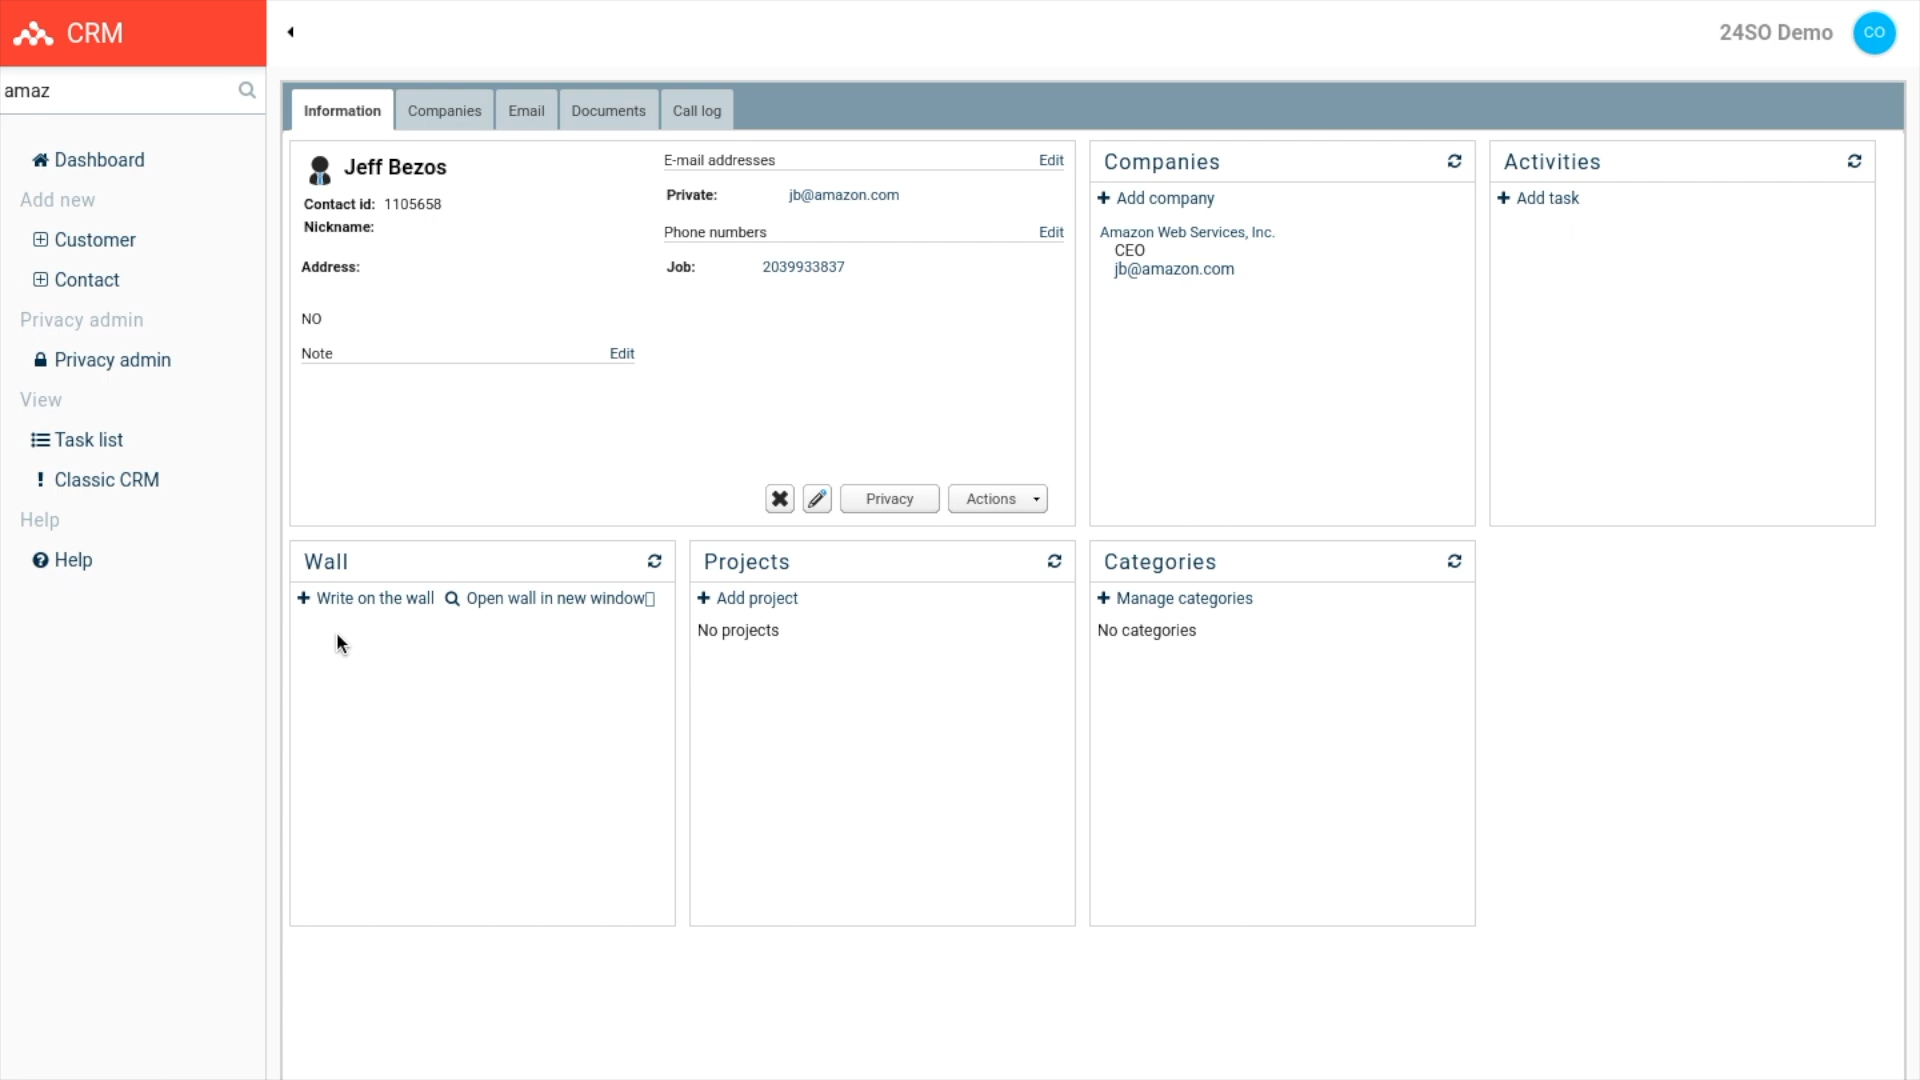 CRM
24SO Demo
CO
amaz
Dashboard
Add new
Customer
Contact
Privacy admin
Privacy admin
View
Task list
Classic CRM
Help
Help
Information
Companies
Email
Documents
Call log
Jeff Bezos
Contact id: 1105658
Nickname:
Address:
NO
Note Edit
E-mail addresses Edit
Private: jb@amazon.com
Phone numbers Edit
Job: 2039933837
Privacy
Actions
Companies
Add company
Amazon Web Services, Inc.
CEO
jb@amazon.com
Activities
Add task
Wall
Write on the wall Open wall in new window
Projects
Add project
No projects
Categories
Manage categories
No categories